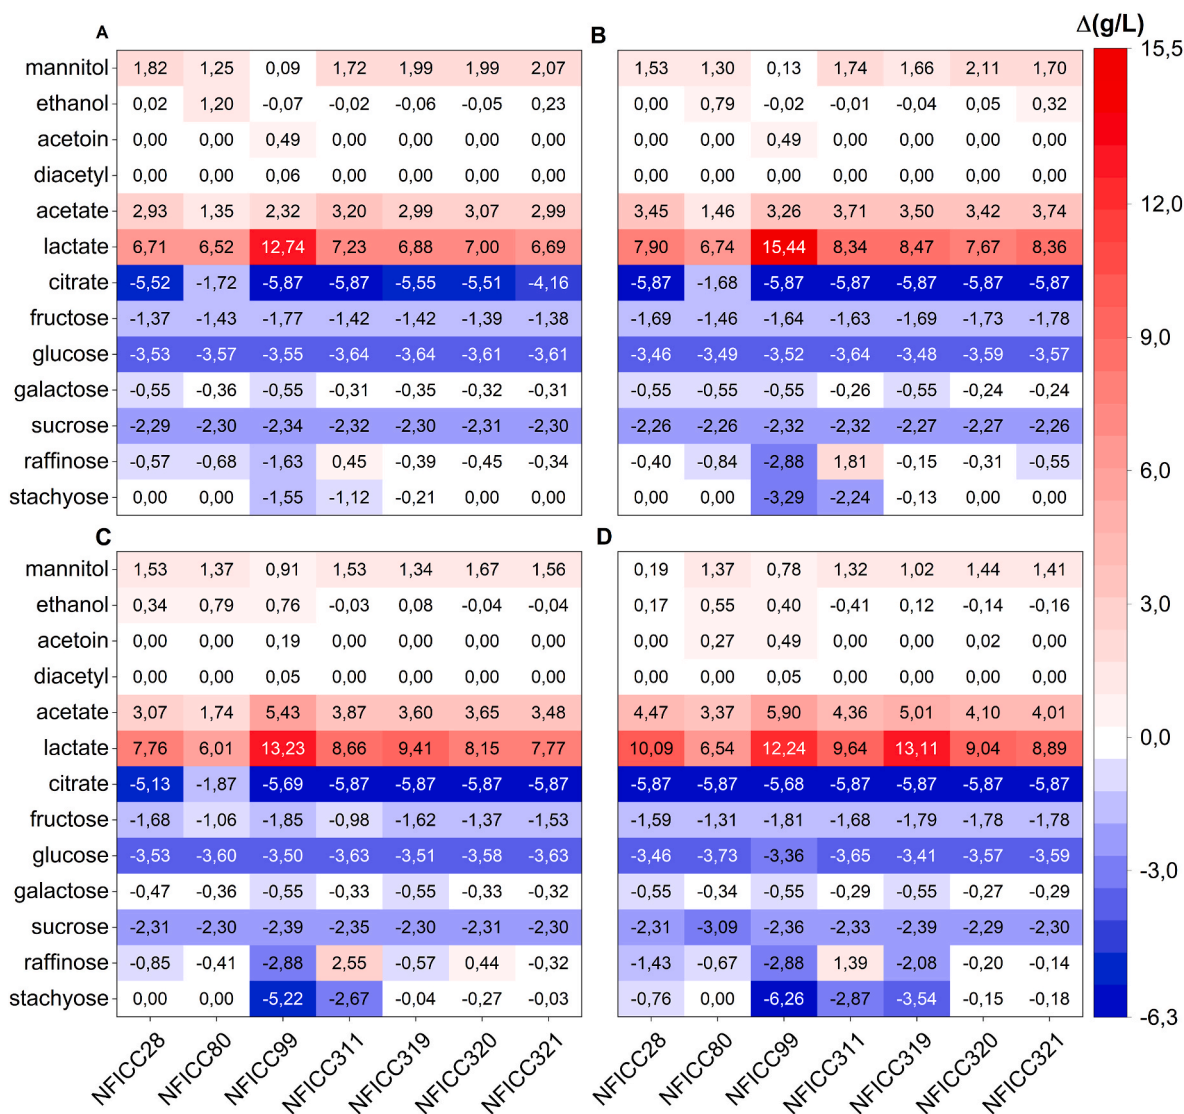 A
B
Δ(g/L)
mannitol 1,82 1,25 0,09 1,72 1,99 1,99 2,07 1,53 1,30 0,13 1,74 1,66 2,11 1,70 15,5
ethanol 0,02 1,20 -0,07 -0,02 -0,06 -0,05 0,23 0,00 0,79 -0,02 -0,01 -0,04 0,05 0,32
acetoin 0,00 0,00 0,49 0,00 0,00 0,00 0,00 0,00 0,00 0,49 0,00 0,00 0,00 0,00
diacetyl 0,00 0,00 0,06 0,00 0,00 0,00 0,00 0,00 0,00 0,00 0,00 0,00 0,00 0,00
acetate 2,93 1,35 2,32 3,20 2,99 3,07 2,99 3,45 1,46 3,26 3,71 3,50 3,42 3,74 12,0
lactate 6,71 6,52 12,74 7,23 6,88 7,00 6,69 7,90 6,74 15,44 8,34 8,47 7,67 8,36
citrate -5,52 -1,72 -5,87 -5,87 -5,55 -5,51 -4,16 -5,87 -1,68 -5,87 -5,87 -5,87 -5,87 -5,87
fructose -1,37 -1,43 -1,77 -1,42 -1,42 -1,39 -1,38 -1,69 -1,46 -1,64 -1,63 -1,69 -1,73 -1,78 9,0
glucose -3,53 -3,57 -3,55 -3,64 -3,64 -3,61 -3,61 -3,46 -3,49 -3,52 -3,64 -3,48 -3,59 -3,57
galactose -0,55 -0,36 -0,55 -0,31 -0,35 -0,32 -0,31 -0,55 -0,55 -0,55 -0,26 -0,55 -0,24 -0,24
sucrose -2,29 -2,30 -2,34 -2,32 -2,30 -2,31 -2,30 -2,26 -2,26 -2,32 -2,32 -2,27 -2,27 -2,26
raffinose -0,57 -0,68 -1,63 0,45 -0,39 -0,45 -0,34 -0,40 -0,84 -2,88 1,81 -0,15 -0,31 -0,55 6,0
stachyose 0,00 0,00 -1,55 -1,12 -0,21 0,00 0,00 0,00 0,00 -3,29 -2,24 -0,13 0,00 0,00
C
D
mannitol 1,53 1,37 0,91 1,53 1,34 1,67 1,56 0,19 1,37 0,78 1,32 1,02 1,44 1,41
ethanol 0,34 0,79 0,76 -0,03 0,08 -0,04 -0,04 0,17 0,55 0,40 -0,41 0,12 -0,14 -0,16 3,0
acetoin 0,00 0,00 0,19 0,00 0,00 0,00 0,00 0,00 0,27 0,49 0,00 0,00 0,02 0,00
diacetyl 0,00 0,00 0,05 0,00 0,00 0,00 0,00 0,00 0,00 0,05 0,00 0,00 0,00 0,00
acetate 3,07 1,74 5,43 3,87 3,60 3,65 3,48 4,47 3,37 5,90 4,36 5,01 4,10 4,01
lactate 7,76 6,01 13,23 8,66 9,41 8,15 7,77 10,09 6,54 12,24 9,64 13,11 9,04 8,89 0,0
citrate -5,13 -1,87 -5,69 -5,87 -5,87 -5,87 -5,87 -5,87 -5,87 -5,68 -5,87 -5,87 -5,87 -5,87
fructose -1,68 -1,06 -1,85 -0,98 -1,62 -1,37 -1,53 -1,59 -1,31 -1,81 -1,68 -1,79 -1,78 -1,78
glucose -3,53 -3,60 -3,50 -3,63 -3,51 -3,58 -3,63 -3,46 -3,73 -3,36 -3,65 -3,41 -3,57 -3,59 -3,0
galactose -0,47 -0,36 -0,55 -0,33 -0,55 -0,33 -0,32 -0,55 -0,34 -0,55 -0,29 -0,55 -0,27 -0,29
sucrose -2,31 -2,30 -2,39 -2,35 -2,30 -2,31 -2,30 -2,31 -3,09 -2,36 -2,33 -2,39 -2,29 -2,30
raffinose -0,85 -0,41 -2,88 2,55 -0,57 0,44 -0,32 -1,43 -0,67 -2,88 1,39 -2,08 -0,20 -0,14
stachyose 0,00 0,00 -5,22 -2,67 -0,04 -0,27 -0,03 -0,76 0,00 -6,26 -2,87 -3,54 -0,15 -0,18 -6,3
NFICC28 NFICC80 NFICC99 NFICC311 NFICC319 NFICC320 NFICC321 NFICC28 NFICC80 NFICC99 NFICC311 NFICC319 NFICC320 NFICC321